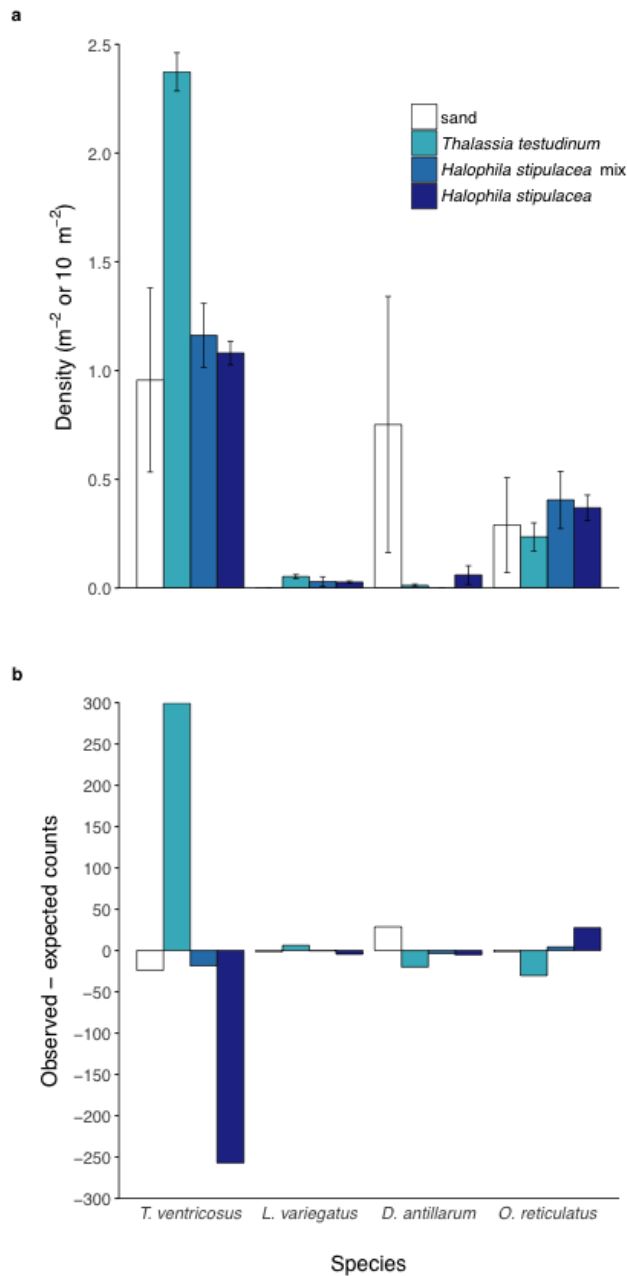 a
Density (m⁻² or 10 m⁻²)
2.5
2.0
1.5
1.0
0.5
0.0
sand
Thalassia testudinum
Halophila stipulacea mix
Halophila stipulacea
b
Observed − expected counts
300
250
200
150
100
50
0
−50
−100
−150
−200
−250
−300
T. ventricosus L. variegatus D. antillarum O. reticulatus
Species